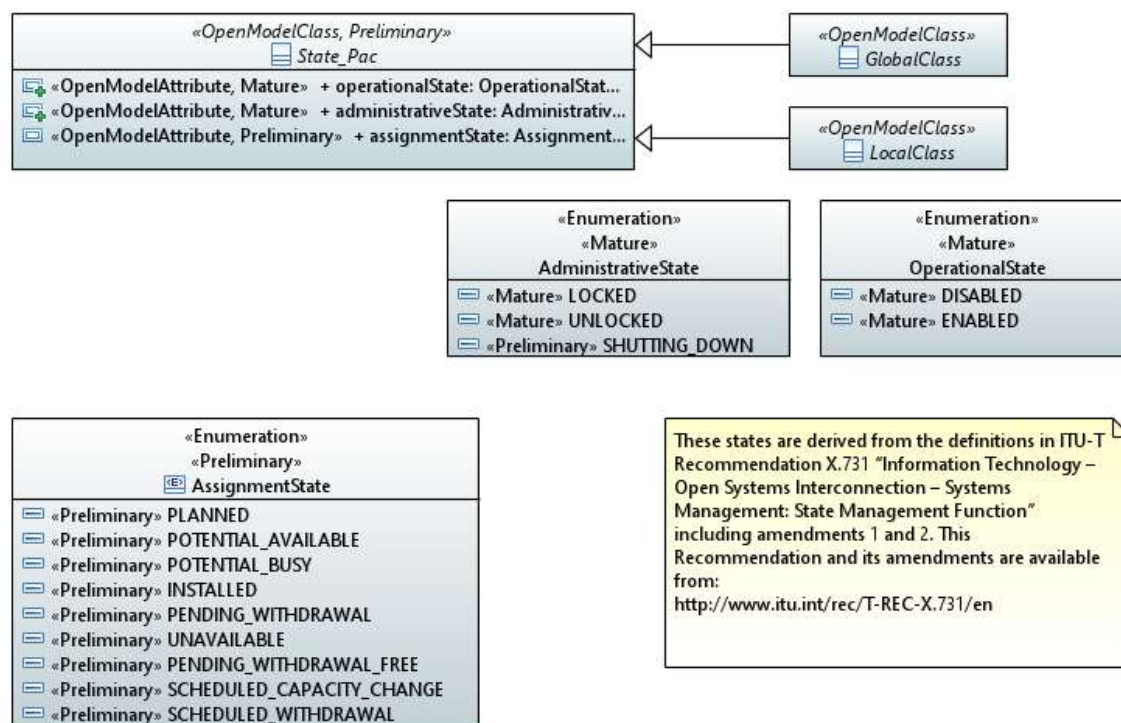 «OpenModelClass, Preliminary»
State_Pac
«OpenModelAttribute, Mature» + operationalState: OperationalStat...
«OpenModelAttribute, Mature» + administrativeState: Administrativ...
«OpenModelAttribute, Preliminary» + assignmentState: Assignment...
«OpenModelClass»
GlobalClass
«OpenModelClass»
LocalClass
«Enumeration»
«Mature»
AdministrativeState
«Mature» LOCKED
«Mature» UNLOCKED
«Preliminary» SHUTTING_DOWN
«Enumeration»
«Mature»
OperationalState
«Mature» DISABLED
«Mature» ENABLED
«Enumeration»
«Preliminary»
AssignmentState
«Preliminary» PLANNED
«Preliminary» POTENTIAL_AVAILABLE
«Preliminary» POTENTIAL_BUSY
«Preliminary» INSTALLED
«Preliminary» PENDING_WITHDRAWAL
«Preliminary» UNAVAILABLE
«Preliminary» PENDING_WITHDRAWAL_FREE
«Preliminary» SCHEDULED_CAPACITY_CHANGE
«Preliminary» SCHEDULED_WITHDRAWAL
These states are derived from the definitions in ITU-T
Recommendation X.731 “Information Technology –
Open Systems Interconnection – Systems
Management: State Management Function”
including amendments 1 and 2. This
Recommendation and its amendments are available
from:
http://www.itu.int/rec/T-REC-X.731/en